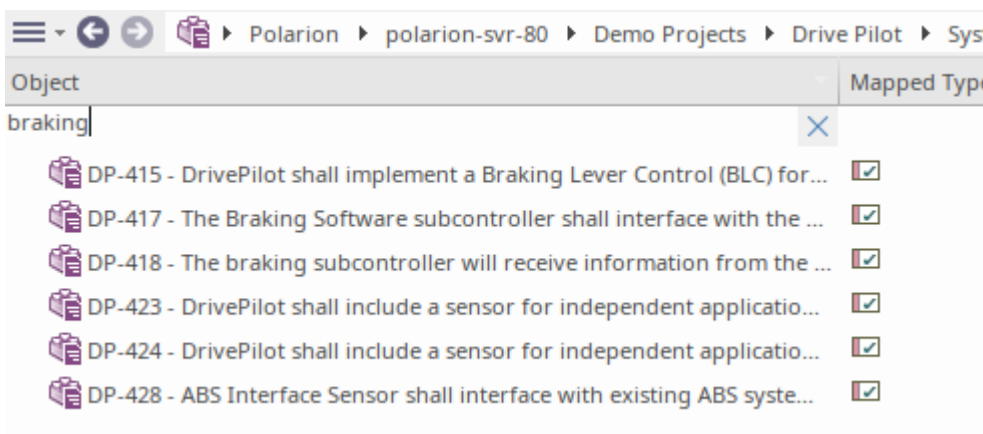 Polarion polarion-svr-80 Demo Projects Drive Pilot Sys
Object Mapped Type
braking
DP-415 - DrivePilot shall implement a Braking Lever Control (BLC) for...
DP-417 - The Braking Software subcontroller shall interface with the ...
DP-418 - The braking subcontroller will receive information from the ...
DP-423 - DrivePilot shall include a sensor for independent applicatio...
DP-424 - DrivePilot shall include a sensor for independent applicatio...
DP-428 - ABS Interface Sensor shall interface with existing ABS syste...